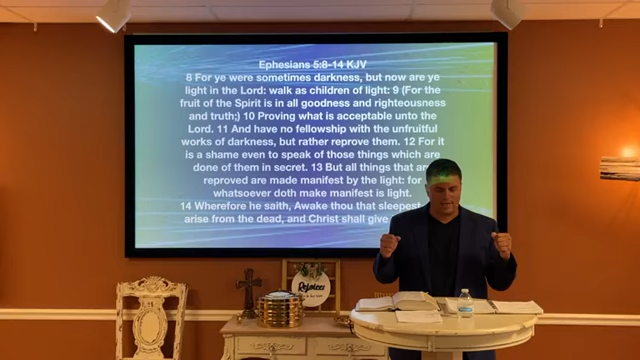 Ephesians 5:8-14 KJV
8 For ye were sometimes darkness, but now are ye
light in the Lord: walk as children of light: 9 (For the
fruit of the Spirit is in all goodness and righteousness
and truth;) 10 Proving what is acceptable unto the
Lord. 11 And have no fellowship with the unfruitful
works of darkness, but rather reprove them. 12 For it
is a shame even to speak of those things which are
done of them in secret. 13 But all things that are
reproved are made manifest by the light: for
whatsoever doth make manifest is light.
14 Wherefore he saith, Awake thou that sleepest
arise from the dead, and Christ shall give
Rejoice